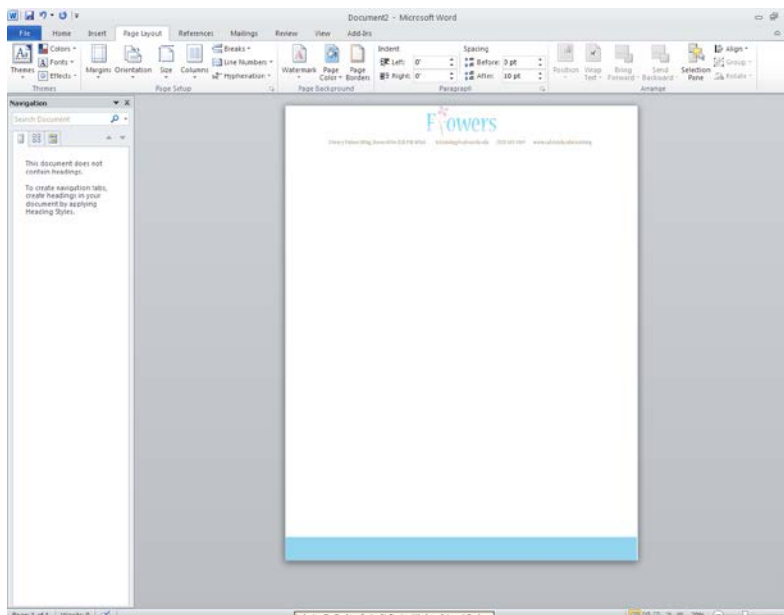 Document2 - Microsoft Word
File Home Insert Page Layout References Mailings Review View Add-Ins
Colors Breaks Indent Spacing Align
Fonts Line Numbers Left: 0" Before: 0 pt Group
Themes Effects Margins Orientation Size Columns Hyphenation Watermark Page Color Page Borders Right: 0" After: 10 pt Position Wrap Text Bring Forward Send Backward Selection Pane Rotate
Themes Page Setup Page Background Paragraph Arrange
Navigation
Search Document
Flowers
This document does not
contain headings.
To create navigation tabs,
create headings in your
document by applying
Heading Styles.